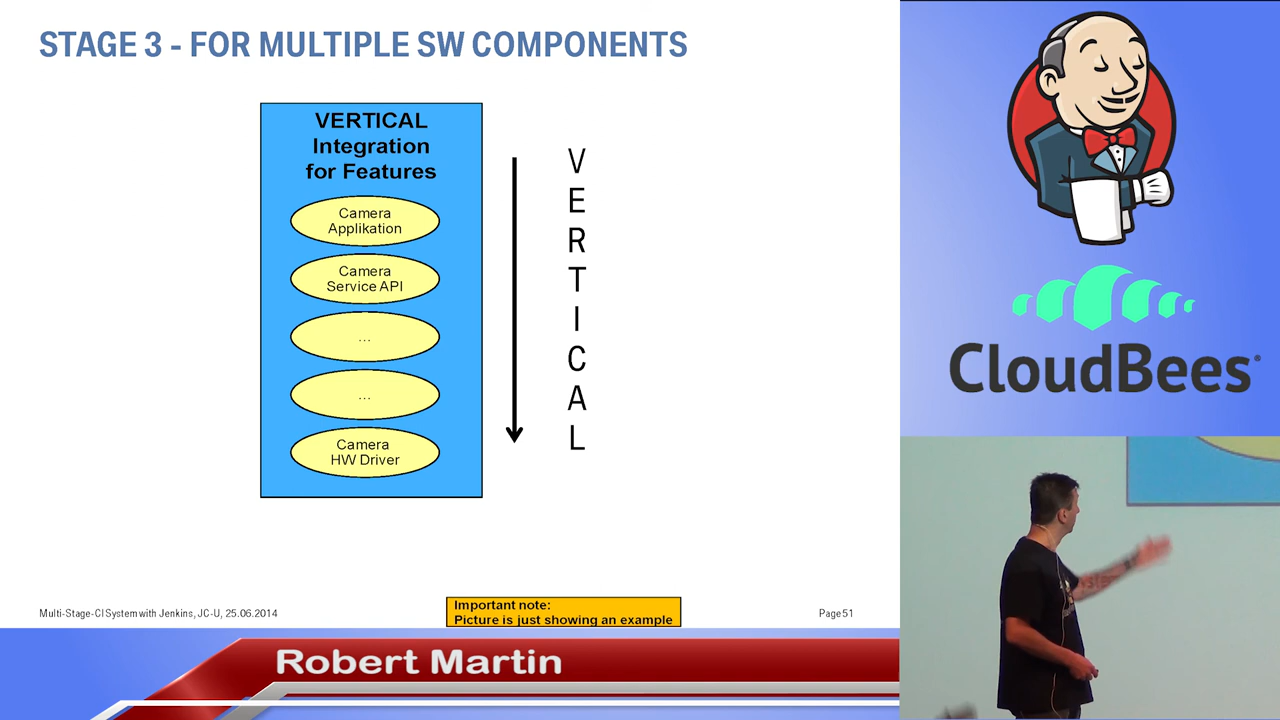 STAGE 3 - FOR MULTIPLE SW COMPONENTS
VERTICAL
Integration
for Features
Camera
Applikation
Camera
Service API
...
...
Camera
HW Driver
V
E
R
T
I
C
A
L
Multi-Stage-CI System with Jenkins, JC-U, 25.06.2014
Important note:
Picture is just showing an example
Page 51
Robert Martin
CloudBees